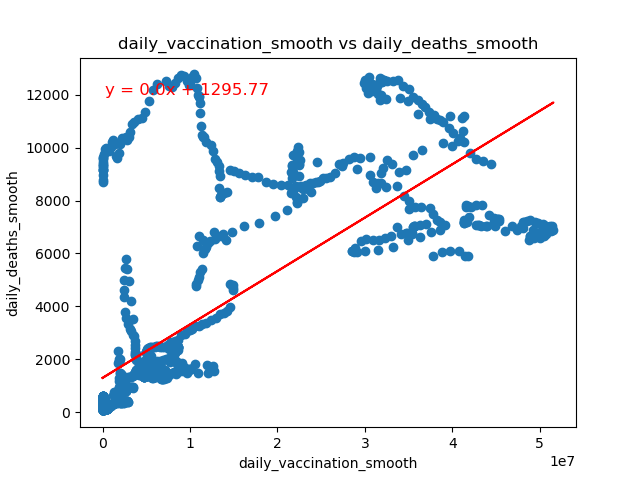 daily_vaccination_smooth vs daily_deaths_smooth
y = 0.0x + 1295.77
12000
10000
8000
6000
4000
2000
0
daily_deaths_smooth
0 1 2 3 4 5
1e7
daily_vaccination_smooth